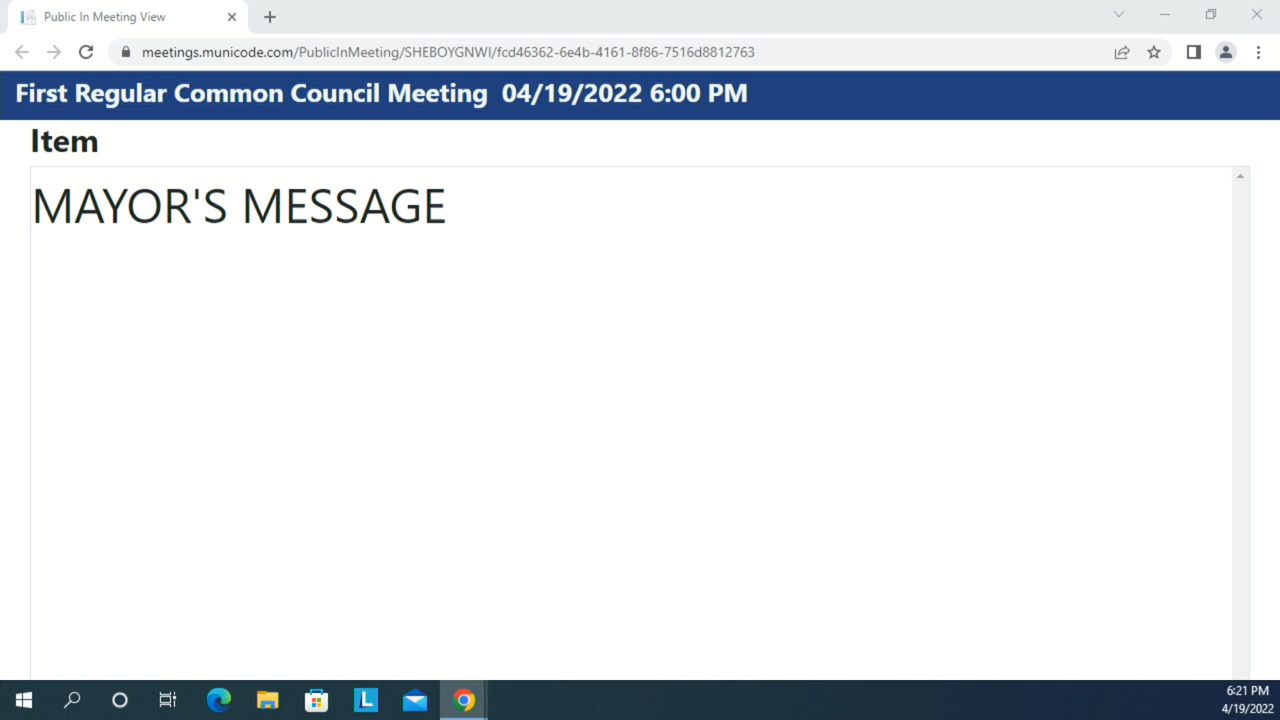 Public In Meeting View
meetings.municode.com/PublicInMeeting/SHEBOYGNWI/fcd46362-6e4b-4161-8f86-7516d8812763
First Regular Common Council Meeting 04/19/2022 6:00 PM
Item
MAYOR'S MESSAGE
L
6:21 PM
4/19/2022